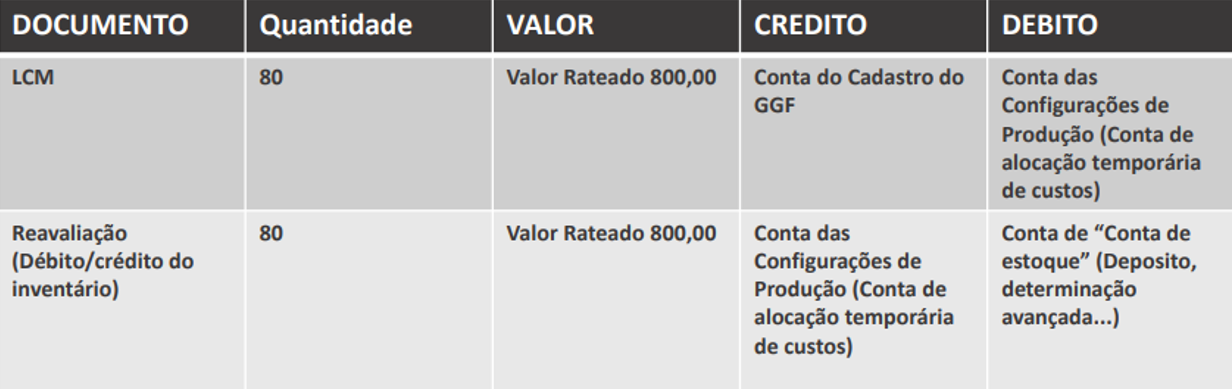 DOCUMENTO
Quantidade
VALOR
CREDITO
DEBITO
LCM
80
Valor Rateado 800,00
Conta do Cadastro do
GGF
Conta das
Configurações de
Produção (Conta de
alocação temporária
de custos)
Reavaliação
(Débito/crédito do
inventário)
80
Valor Rateado 800,00
Conta das
Configurações de
Produção (Conta de
alocação temporária
de custos)
Conta de “Conta de
estoque” (Deposito,
determinação
avançada...)